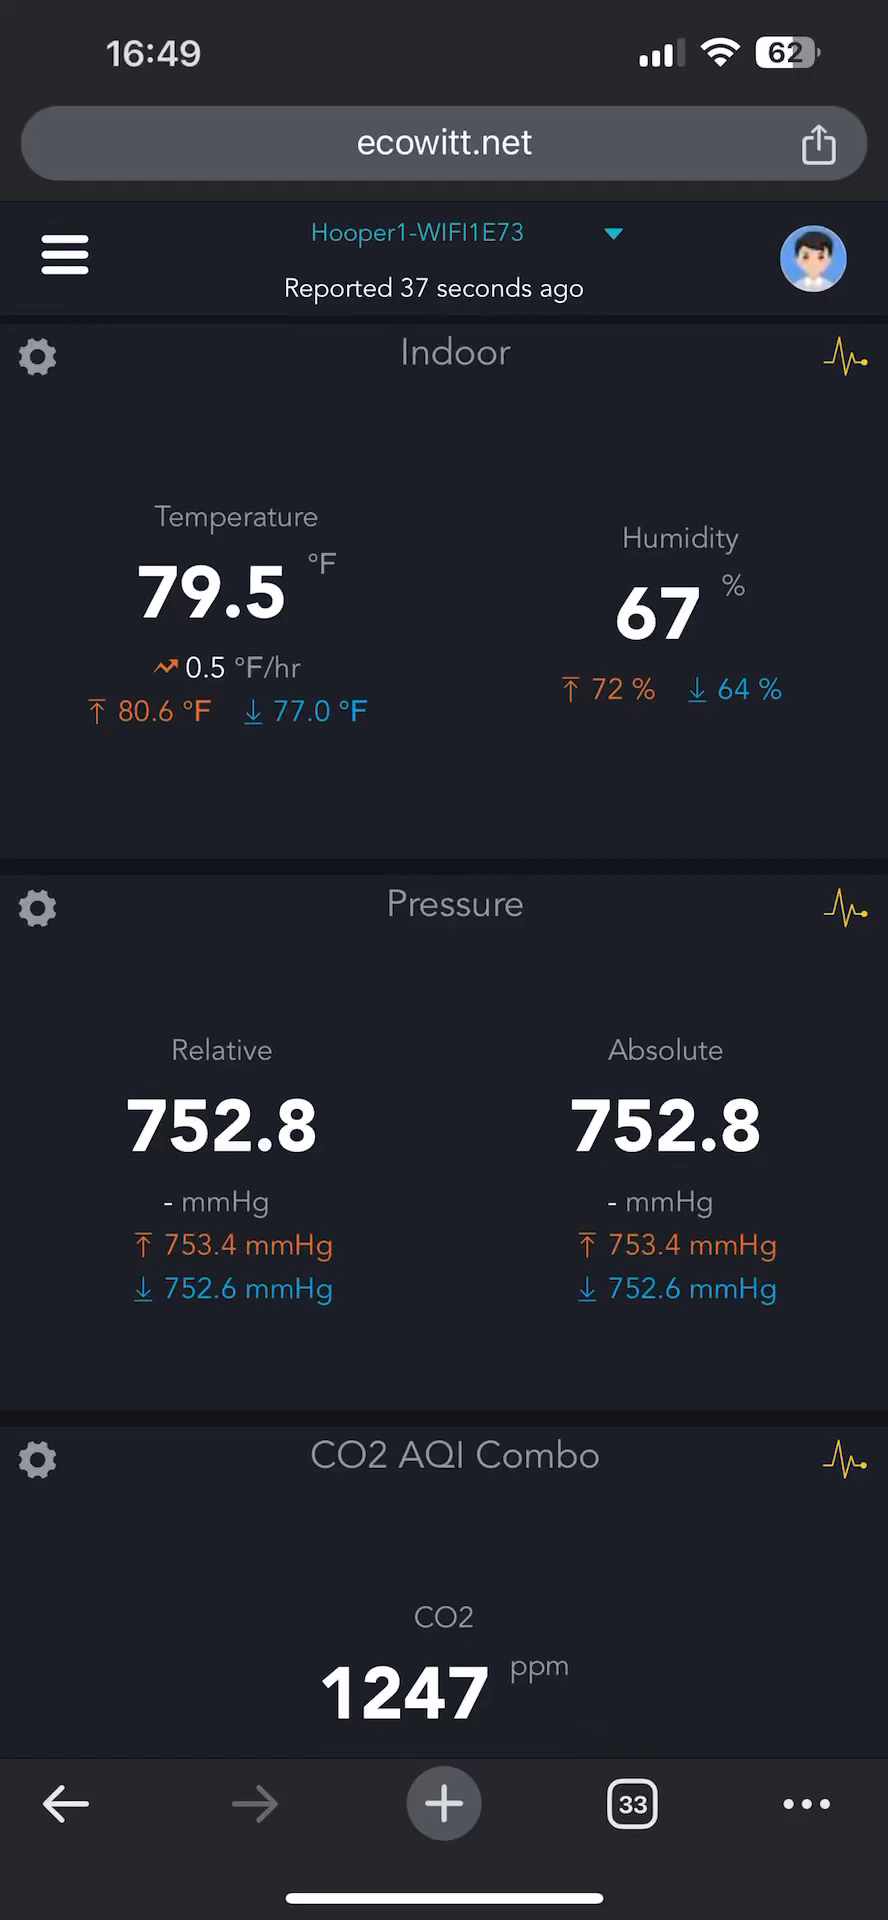 16:49
62
ecowitt.net
Hooper1-WIFI1E73
Reported 37 seconds ago
Indoor
Temperature
79.5 °F
0.5 °F/hr
80.6 °F 77.0 °F
Humidity
67 %
72 % 64 %
Pressure
Relative
752.8
- mmHg
753.4 mmHg
752.6 mmHg
Absolute
752.8
- mmHg
753.4 mmHg
752.6 mmHg
CO2 AQI Combo
CO2
1247 ppm
33